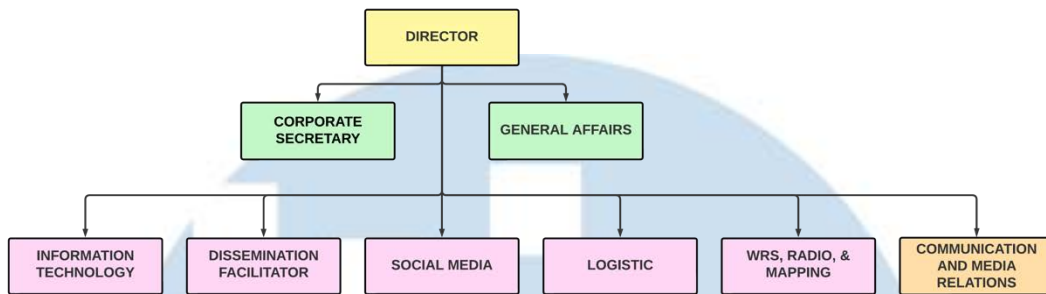 DIRECTOR
CORPORATE
SECRETARY
GENERAL AFFAIRS
INFORMATION
TECHNOLOGY
DISSEMINATION
FACILITATOR
SOCIAL MEDIA
LOGISTIC
WRS, RADIO, &
MAPPING
COMMUNICATION
AND MEDIA
RELATIONS